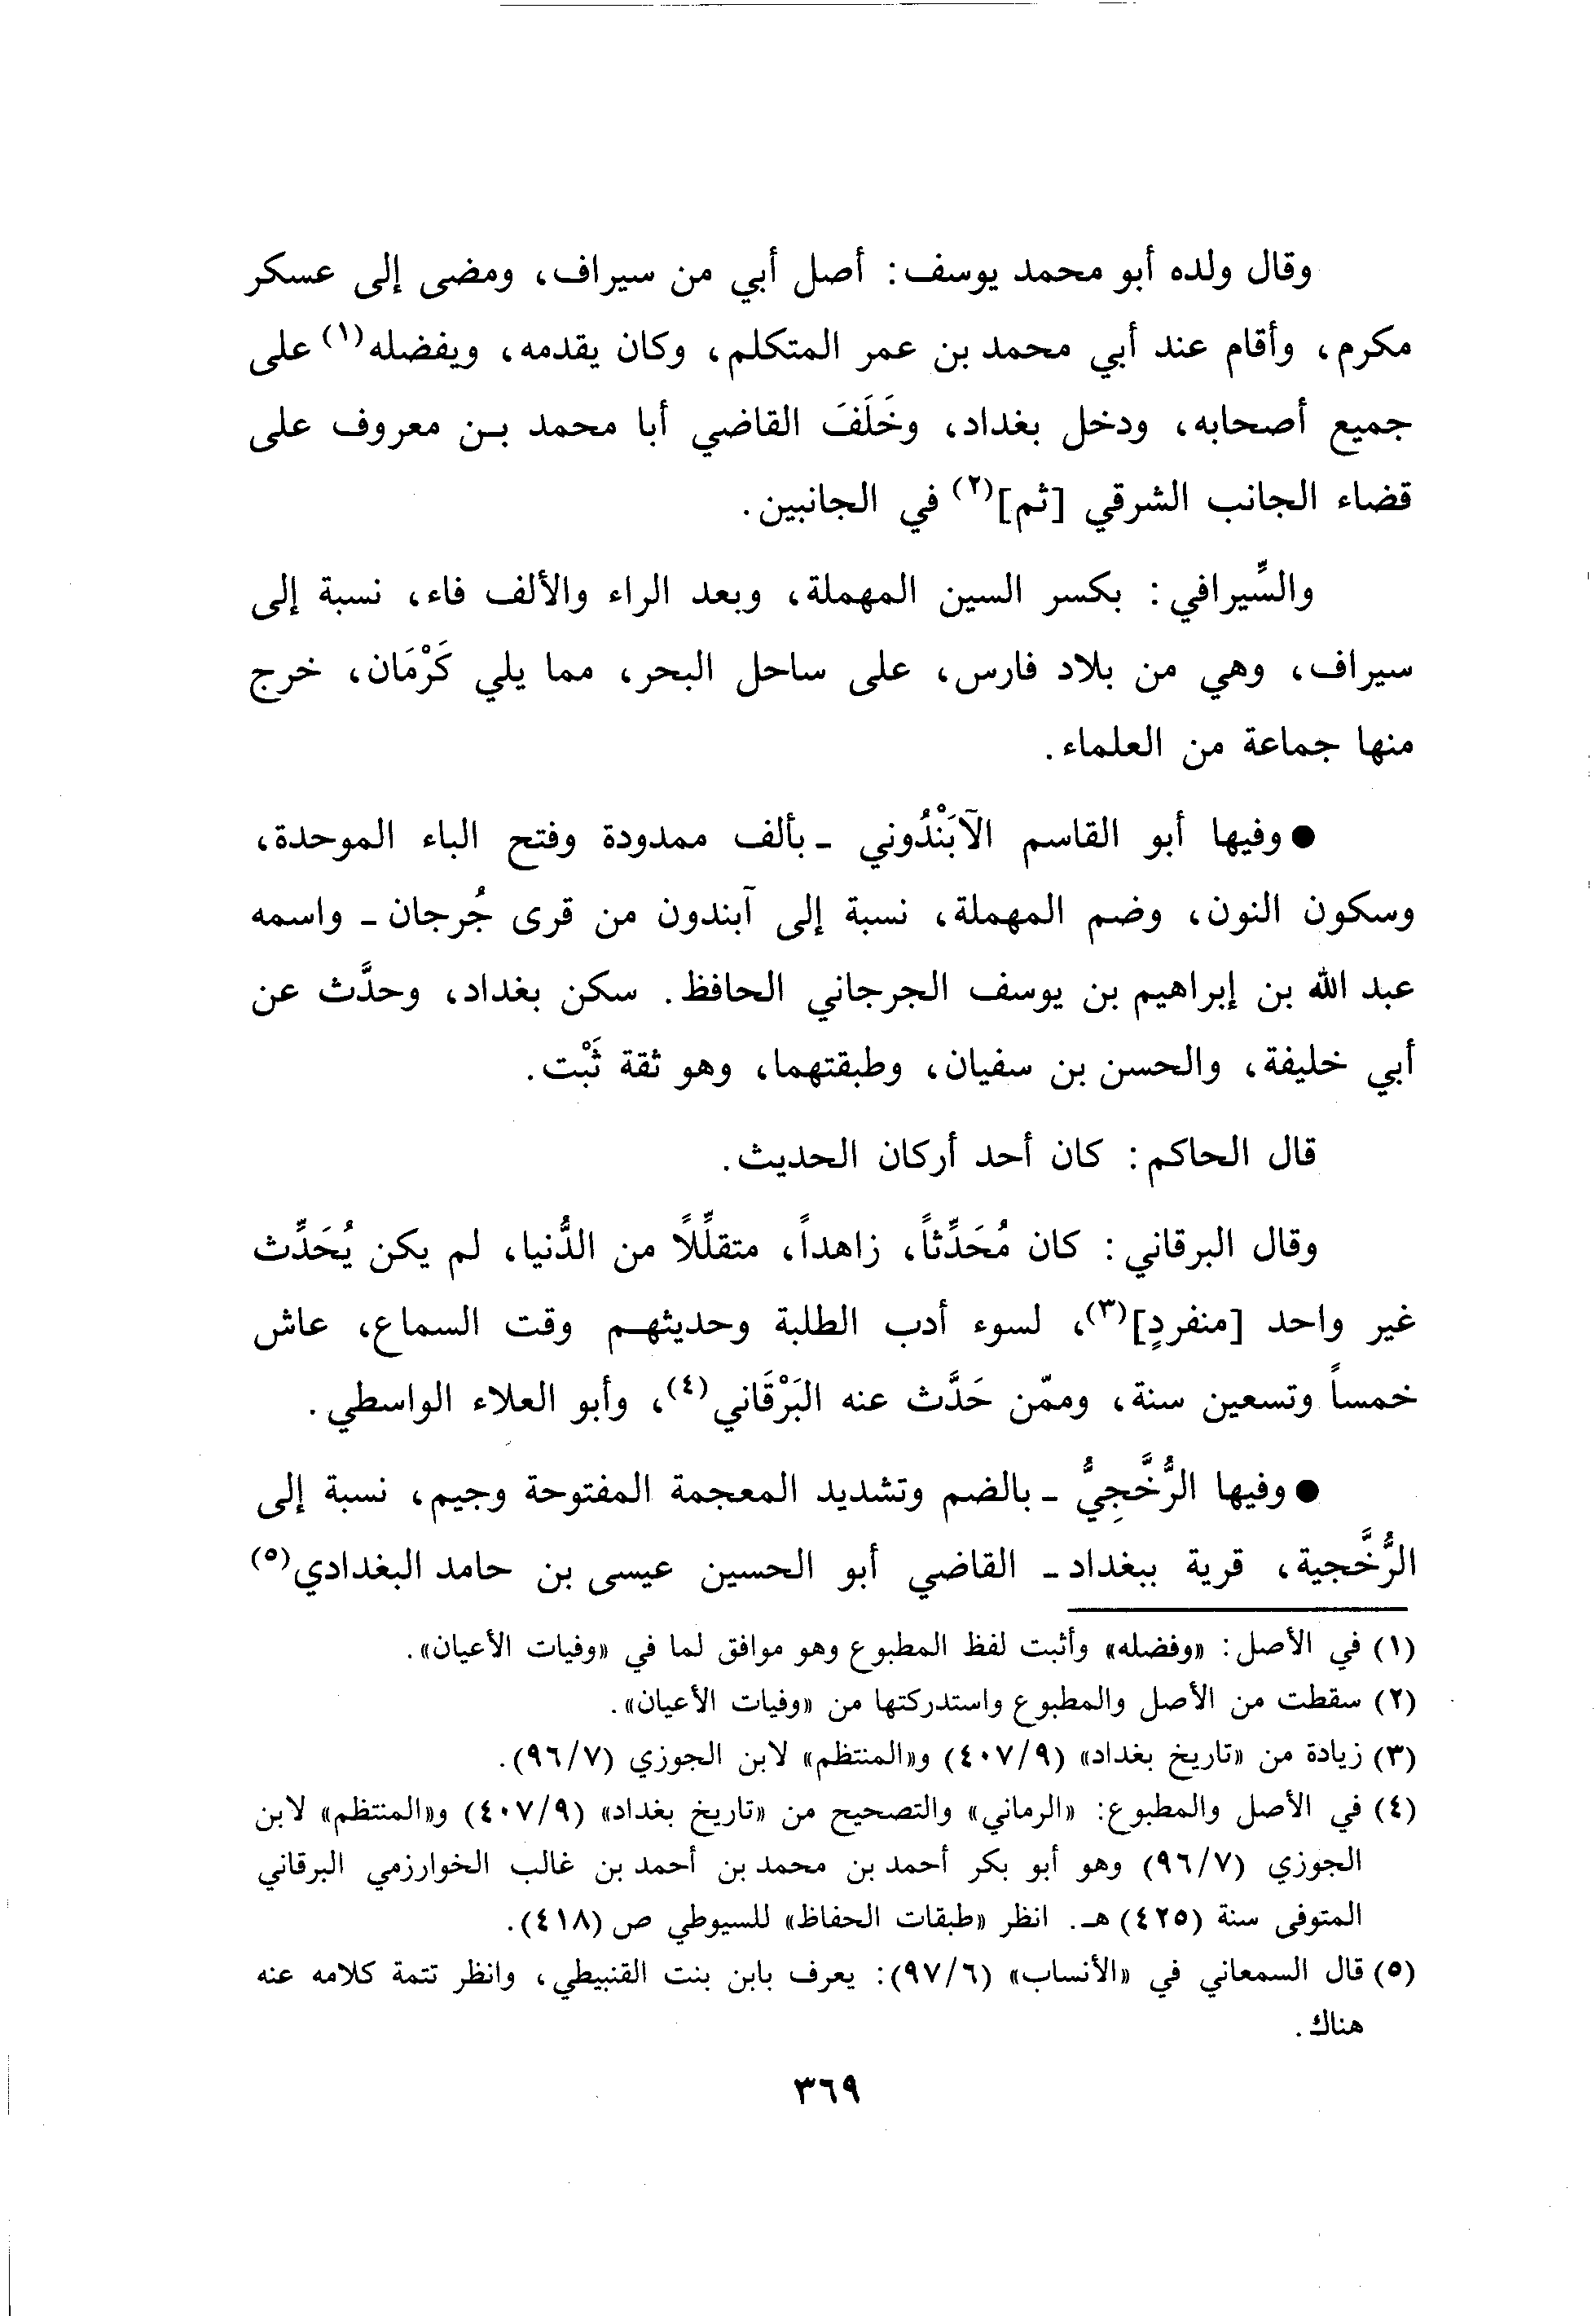 وقال ولده أبو محمد يوسف: أصل أبي من سيراف، ومضى إلى عسكر
مكرم، وأقام عند أبي محمد بن عمر المتكلم، وكان يقدمه، ويفضله(١) على
جميع أصحابه، ودخل بغداد، وخَلَفَ القاضي أبا محمد بـن معروف على
قضاء الجانب الشرقي [ثم](٢) في الجانبين.
والسِّيرافي: بكسر السين المهملة، وبعد الراء والألف فاء، نسبة إلى
سيراف، وهي من بلاد فارس، على ساحل البحر، مما يلي كَرْمَان، خرج
منها جماعة من العلماء.
● وفيها أبو القاسم الآبَنْدُوني - بألف ممدودة وفتح الباء الموحدة،
وسكون النون، وضم المهملة، نسبة إلى آبندون من قرى جُرجان - واسمه
عبد الله بن إبراهيم بن يوسف الجرجاني الحافظ. سكن بغداد، وحدَّث عن
أبي خليفة، والحسن بن سفيان، وطبقتهما، وهو ثقة ثَبْت.
قال الحاكم: كان أحد أركان الحديث.
وقال البرقاني: كان مُحَدِّثاً، زاهداً، متقلِّلاً من الدُّنيا، لم يكن يُحَدِّث
غير واحد [منفردٍ](٣)، لسوء أدب الطلبة وحديثهـم وقت السماع، عاش
خمساً وتسعين سنة، وممّن حَدَّث عنه البَرْقَاني(٤)، وأبو العلاء الواسطي.
● وفيها الرُّخَّجِيُّ - بالضم وتشديد المعجمة المفتوحة وجيم، نسبة إلى
الرُّخَّجية، قرية ببغداد - القاضي أبو الحسين عيسى بن حامد البغدادي(٥)
(١) في الأصل: «وفضله» وأثبت لفظ المطبوع وهو موافق لما في «وفيات الأعيان».
(٢) سقطت من الأصل والمطبوع واستدركتها من «وفيات الأعيان».
(٣) زيادة من «تاريخ بغداد» (٤٠٧/٩) و«المنتظم» لابن الجوزي (٩٦/٧).
(٤) في الأصل والمطبوع: «الرماني» والتصحيح من «تاريخ بغداد» (٤٠٧/٩) و«المنتظم» لابن
الجوزي (٩٦/٧) وهو أبو بكر أحمد بن محمد بن أحمد بن غالب الخوارزمي البرقاني
المتوفى سنة (٤٢٥) هـ. انظر «طبقات الحفاظ» للسيوطي ص (٤١٨).
(٥) قال السمعاني في «الأنساب» (٩٧/٦): يعرف بابن بنت القنبيطي، وانظر تتمة كلامه عنه
هناك.
٣٦٩